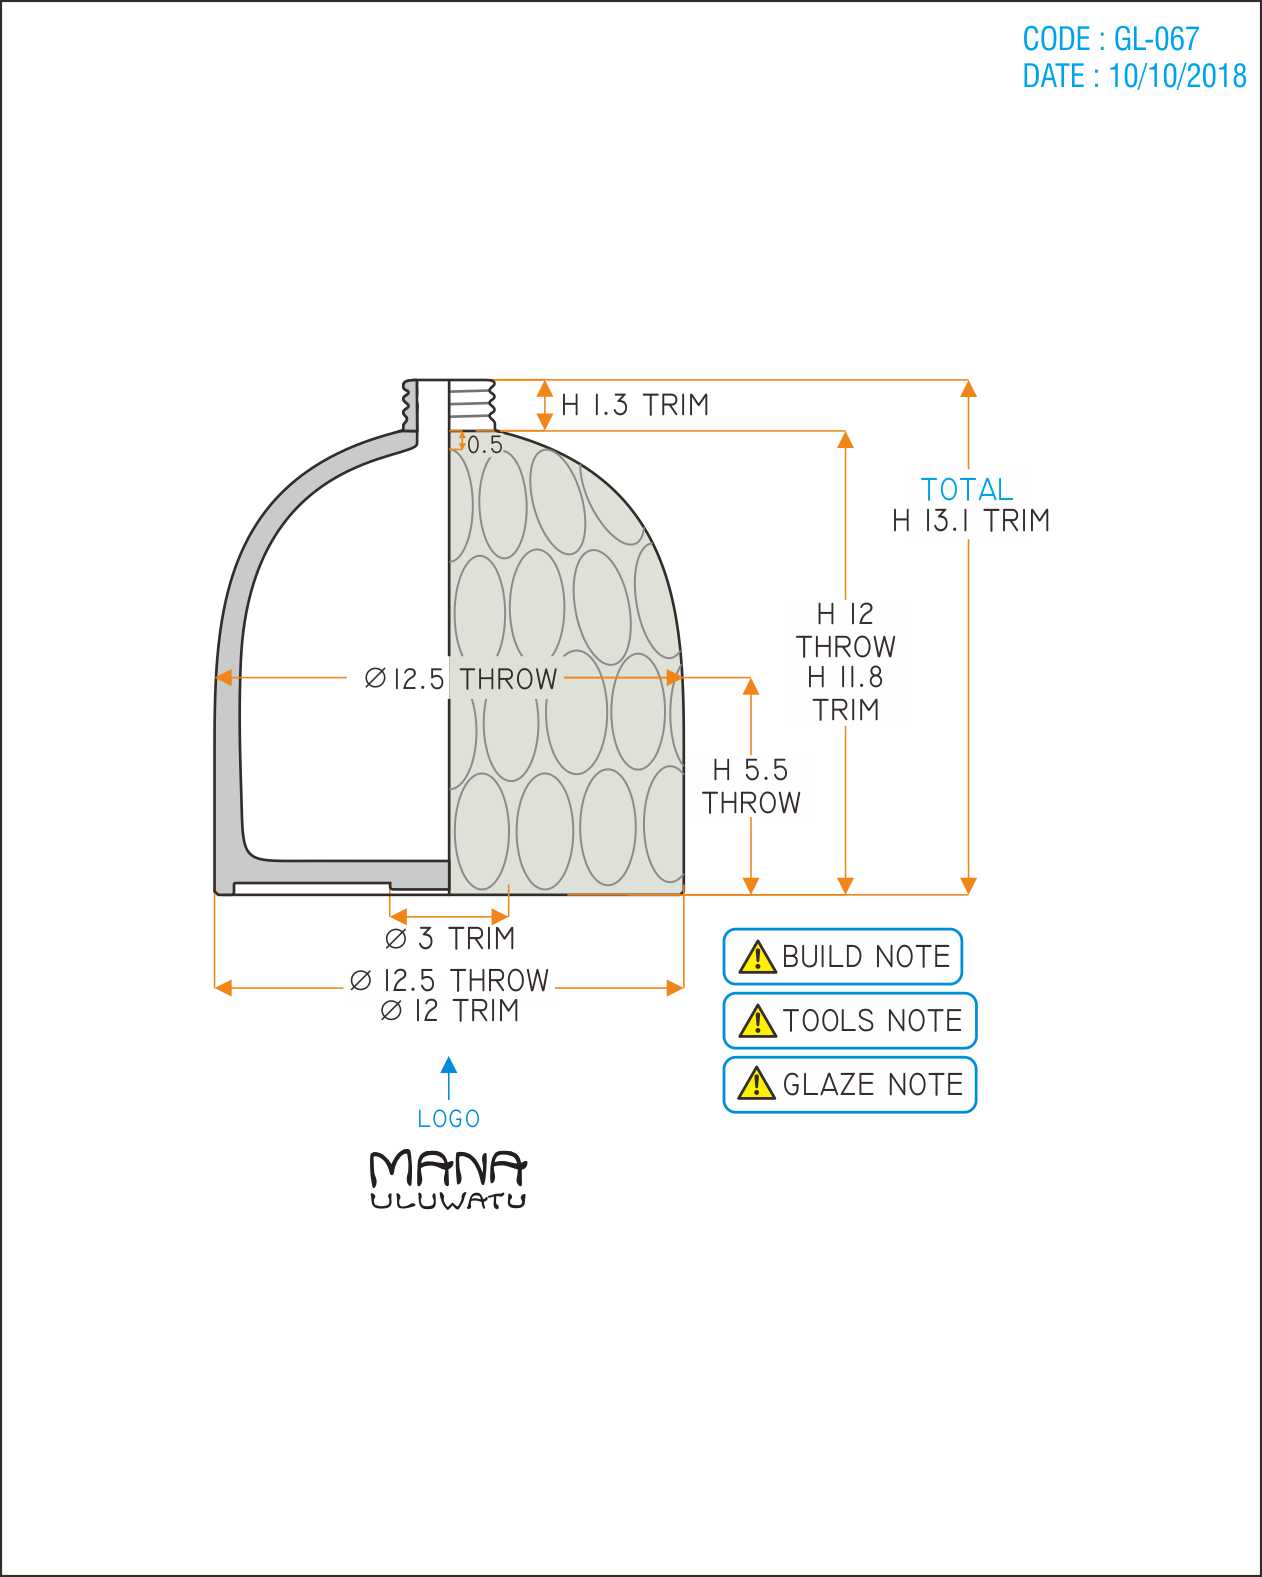 CODE : GL-067
DATE : 10/10/2018
H 1.3 TRIM
0.5
TOTAL
H 13.1 TRIM
H 12
THROW
H 11.8
TRIM
Ø12.5 THROW
H 5.5
THROW
Ø 3 TRIM
Ø 12.5 THROW
Ø 12 TRIM
BUILD NOTE
TOOLS NOTE
GLAZE NOTE
LOGO
MANA
ULUWATU